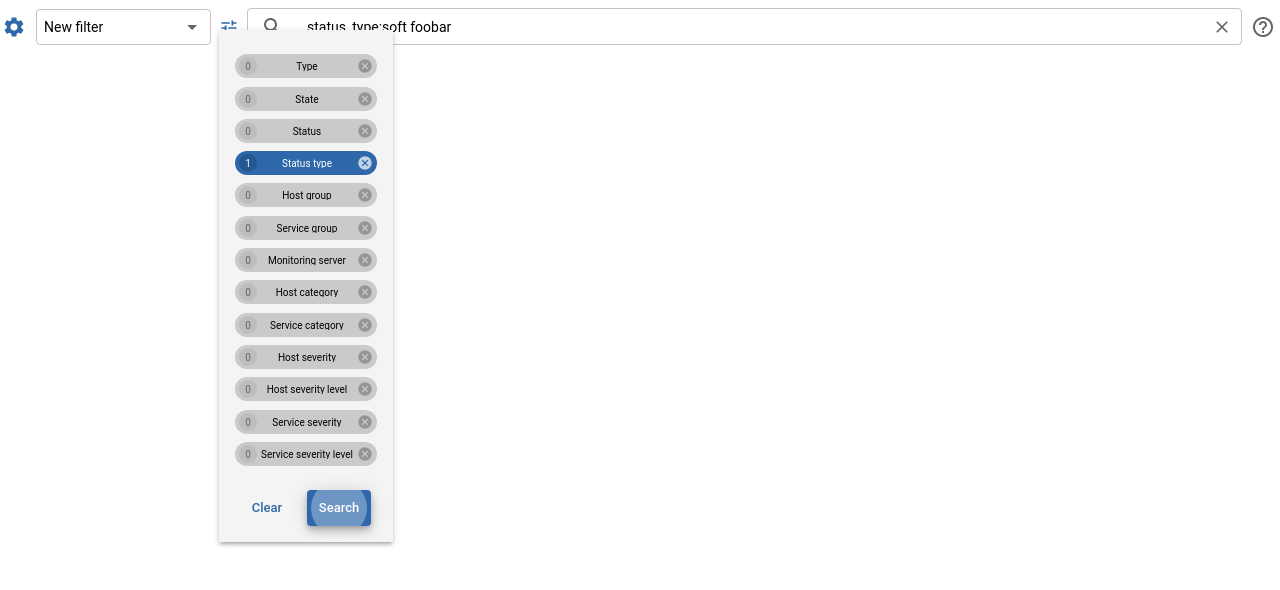 New filter
status_type:soft foobar
0 Type
0 State
0 Status
1 Status type
0 Host group
0 Service group
0 Monitoring server
0 Host category
0 Service category
0 Host severity
0 Host severity level
0 Service severity
0 Service severity level
Clear Search